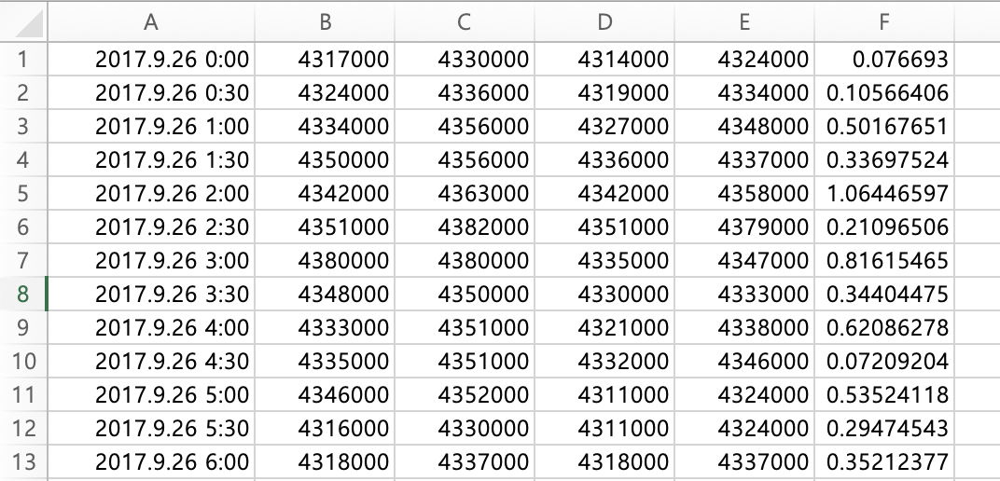 A B C D E F
1 2017.9.26 0:00 4317000 4330000 4314000 4324000 0.076693
2 2017.9.26 0:30 4324000 4336000 4319000 4334000 0.10566406
3 2017.9.26 1:00 4334000 4356000 4327000 4348000 0.50167651
4 2017.9.26 1:30 4350000 4356000 4336000 4337000 0.33697524
5 2017.9.26 2:00 4342000 4363000 4342000 4358000 1.06446597
6 2017.9.26 2:30 4351000 4382000 4351000 4379000 0.21096506
7 2017.9.26 3:00 4380000 4380000 4335000 4347000 0.81615465
8 2017.9.26 3:30 4348000 4350000 4330000 4333000 0.34404475
9 2017.9.26 4:00 4333000 4351000 4321000 4338000 0.62086278
10 2017.9.26 4:30 4335000 4351000 4332000 4346000 0.07209204
11 2017.9.26 5:00 4346000 4352000 4311000 4324000 0.53524118
12 2017.9.26 5:30 4316000 4330000 4311000 4324000 0.29474543
13 2017.9.26 6:00 4318000 4337000 4318000 4337000 0.35212377